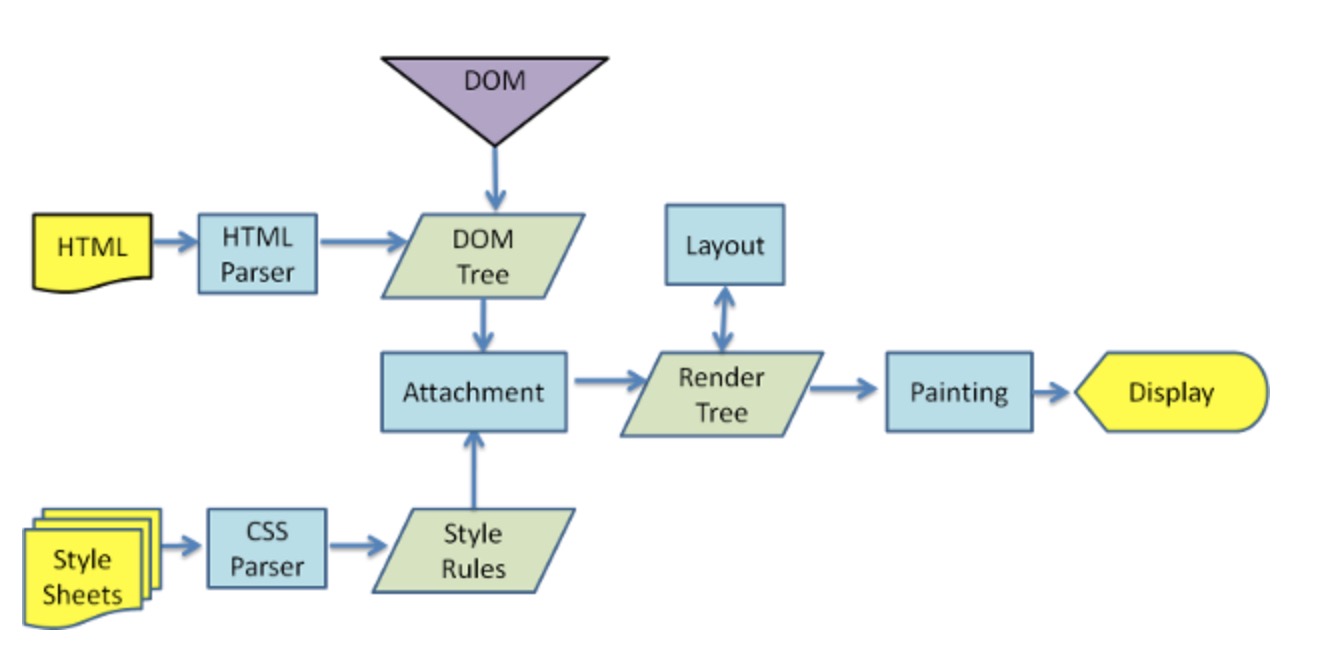 DOM
HTML
HTML
Parser
DOM
Tree
Layout
Attachment
Render
Tree
Painting
Display
Style
Sheets
CSS
Parser
Style
Rules